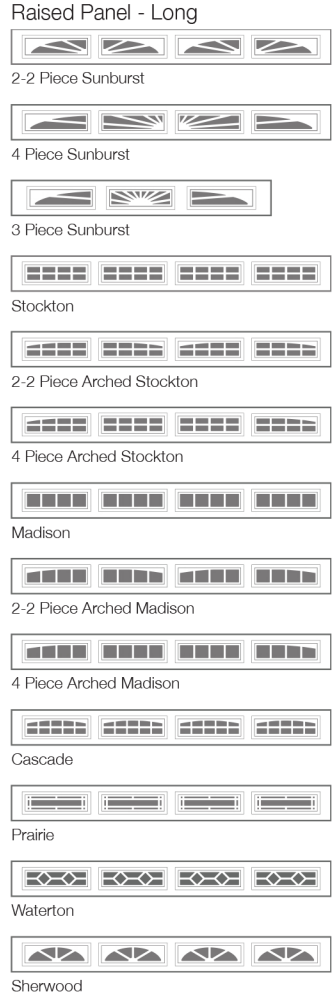 Raised Panel - Long
2-2 Piece Sunburst
4 Piece Sunburst
3 Piece Sunburst
Stockton
2-2 Piece Arched Stockton
4 Piece Arched Stockton
Madison
2-2 Piece Arched Madison
4 Piece Arched Madison
Cascade
Prairie
Waterton
Sherwood